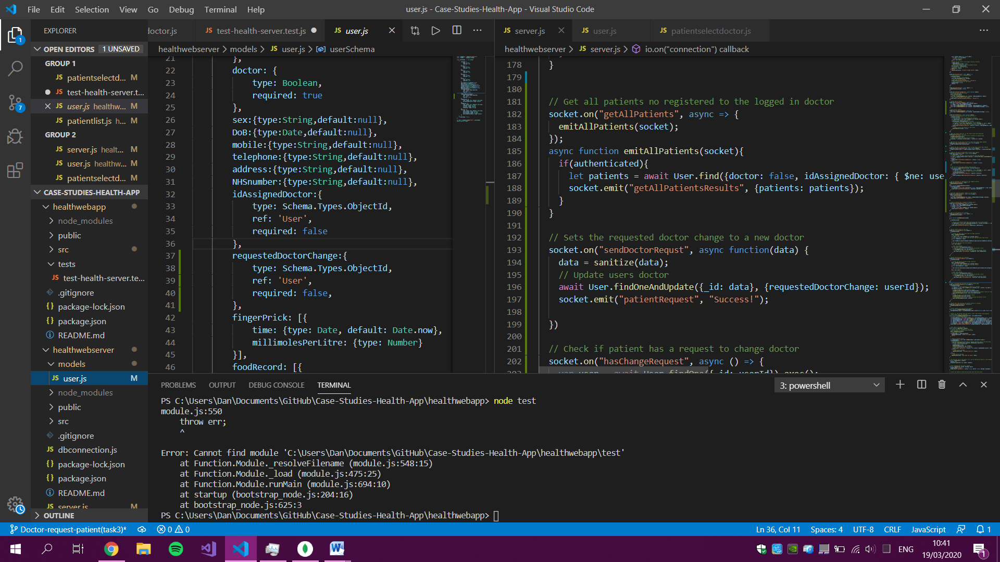 File Edit Selection View Go Debug Terminal Help
user.js - Case-Studies-Health-App - Visual Studio Code
EXPLORER
OPEN EDITORS 1 UNSAVED
GROUP 1
JS patientselectd... M
JS test-health-server.t...
JS user.js healthw... M
JS patientlist.js h... M
GROUP 2
JS server.js healt... M
JS user.js healthw... M
JS patientselectd... M
CASE-STUDIES-HEALTH-APP
healthwebapp
node_modules
public
src
tests
JS test-health-server.te...
.gitignore
package-lock.json
package.json
README.md
healthwebserver
models
JS user.js M
node_modules
public
src
.gitignore
JS dbconnection.js
package-lock.json
package.json
README.md
JS server.js M
OUTLINE
doctor.js JS test-health-server.test.js JS user.js
healthwebserver > models > JS user.js > userSchema
21 },
22 doctor: {
23 type: Boolean,
24 required: true
25 },
26 sex:{type:String,default:null},
27 DoB:{type:Date,default:null},
28 mobile:{type:String,default:null},
29 telephone:{type:String,default:null},
30 address:{type:String,default:null},
31 NHSnumber:{type:String,default:null},
32 idAssignedDoctor:{
33 type: Schema.Types.ObjectId,
34 ref: 'User',
35 required: false
36 },
37 requestedDoctorChange:{
38 type: Schema.Types.ObjectId,
39 ref: 'User',
40 required: false,
41 },
42 fingerPrick: [{
43 time: {type: Date, default: Date.now},
44 millimolesPerLitre: {type: Number}
45 }],
46 foodRecord: [{
JS server.js JS user.js JS patientselectdoctor.js
healthwebserver > JS server.js > io.on("connection") callback
178 }
179
180
181 // Get all patients no registered to the logged in doctor
182 socket.on("getAllPatients", async => {
183 emitAllPatients(socket);
184 });
185 async function emitAllPatients(socket){
186 if(authenticated){
187 let patients = await User.find({doctor: false, idAssignedDoctor: { $ne: use
188 socket.emit("getAllPatientsResults", {patients: patients});
189 }
190 }
191
192 // Sets the requested doctor change to a new doctor
193 socket.on("sendDoctorRequst", async function(data) {
194 data = sanitize(data);
195 // Update users doctor
196 await User.findOneAndUpdate({_id: data}, {requestedDoctorChange: userId});
197 socket.emit("patientRequest", "Success!");
198
199 })
200
201 // Check if patient has a request to change doctor
202 socket.on("hasChangeRequest", async () => {
203 var user = await User.findOne({_id: userId}).exec();
PROBLEMS OUTPUT DEBUG CONSOLE TERMINAL 3: powershell
PS C:\Users\Dan\Documents\GitHub\Case-Studies-Health-App\healthwebapp> node test
module.js:550
throw err;
^
Error: Cannot find module 'C:\Users\Dan\Documents\GitHub\Case-Studies-Health-App\healthwebapp\test'
at Function.Module._resolveFilename (module.js:548:15)
at Function.Module._load (module.js:475:25)
at Function.Module.runMain (module.js:694:10)
at startup (bootstrap_node.js:204:16)
at bootstrap_node.js:625:3
PS C:\Users\Dan\Documents\GitHub\Case-Studies-Health-App\healthwebapp>
Doctor-request-patient(task3)* 0 0 Ln 36, Col 11 Spaces: 4 UTF-8 CRLF JavaScript 1
ENG 10:41
19/03/2020 1